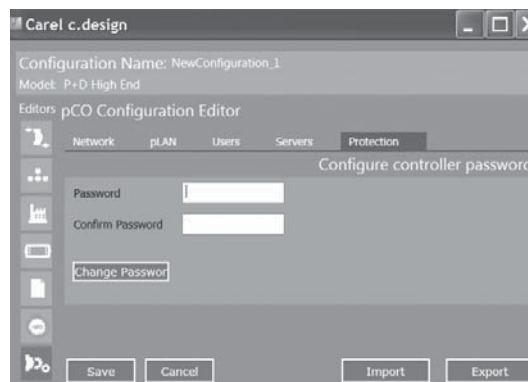 Carel c.design
Configuration Name: NewConfiguration_1
Model: P+D High End
Editors pCO Configuration Editor
Network pLAN Users Servers Protection
Configure controller password
Password
Confirm Password
Change Passwor
Save Cancel Import Export